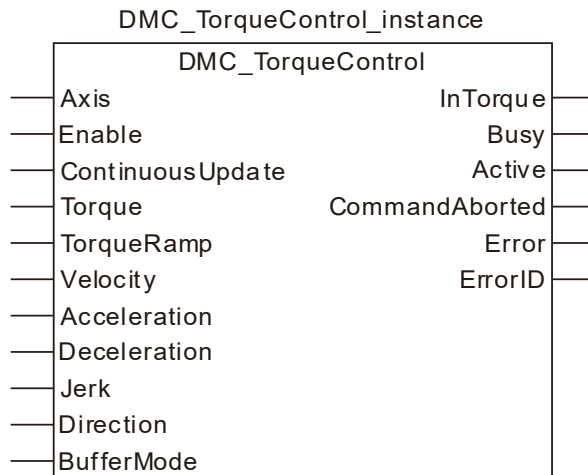 DMC_TorqueControl_instance
DMC_TorqueControl
Axis InTorque
Enable Busy
ContinuousUpdate Active
Torque CommandAborted
TorqueRamp Error
Velocity ErrorID
Acceleration
Deceleration
Jerk
Direction
BufferMode